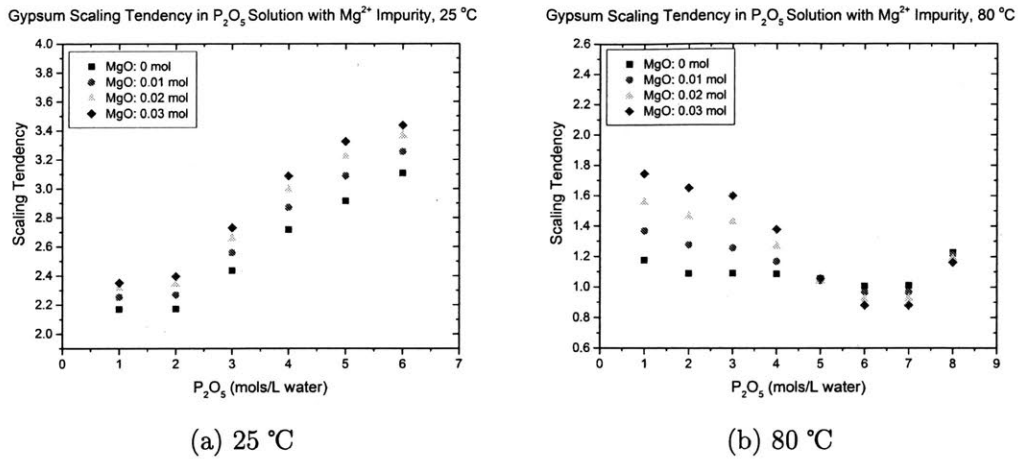 Gypsum Scaling Tendency in P₂O₅ Solution with Mg²⁺ Impurity, 25 °C
4.0
3.8
3.6
3.4
3.2
3.0
2.8
2.6
2.4
2.2
2.0
Scaling Tendency
MgO: 0 mol
MgO: 0.01 mol
MgO: 0.02 mol
MgO: 0.03 mol
0 1 2 3 4 5 6 7
P₂O₅ (mols/L water)
(a) 25 °C
Gypsum Scaling Tendency in P₂O₅ Solution with Mg²⁺ Impurity, 80 °C
2.6
2.4
2.2
2.0
1.8
1.6
1.4
1.2
1.0
0.8
0.6
Scaling Tendency
MgO: 0 mol
MgO: 0.01 mol
MgO: 0.02 mol
MgO: 0.03 mol
0 1 2 3 4 5 6 7 8 9
P₂O₅ (mols/L water)
(b) 80 °C